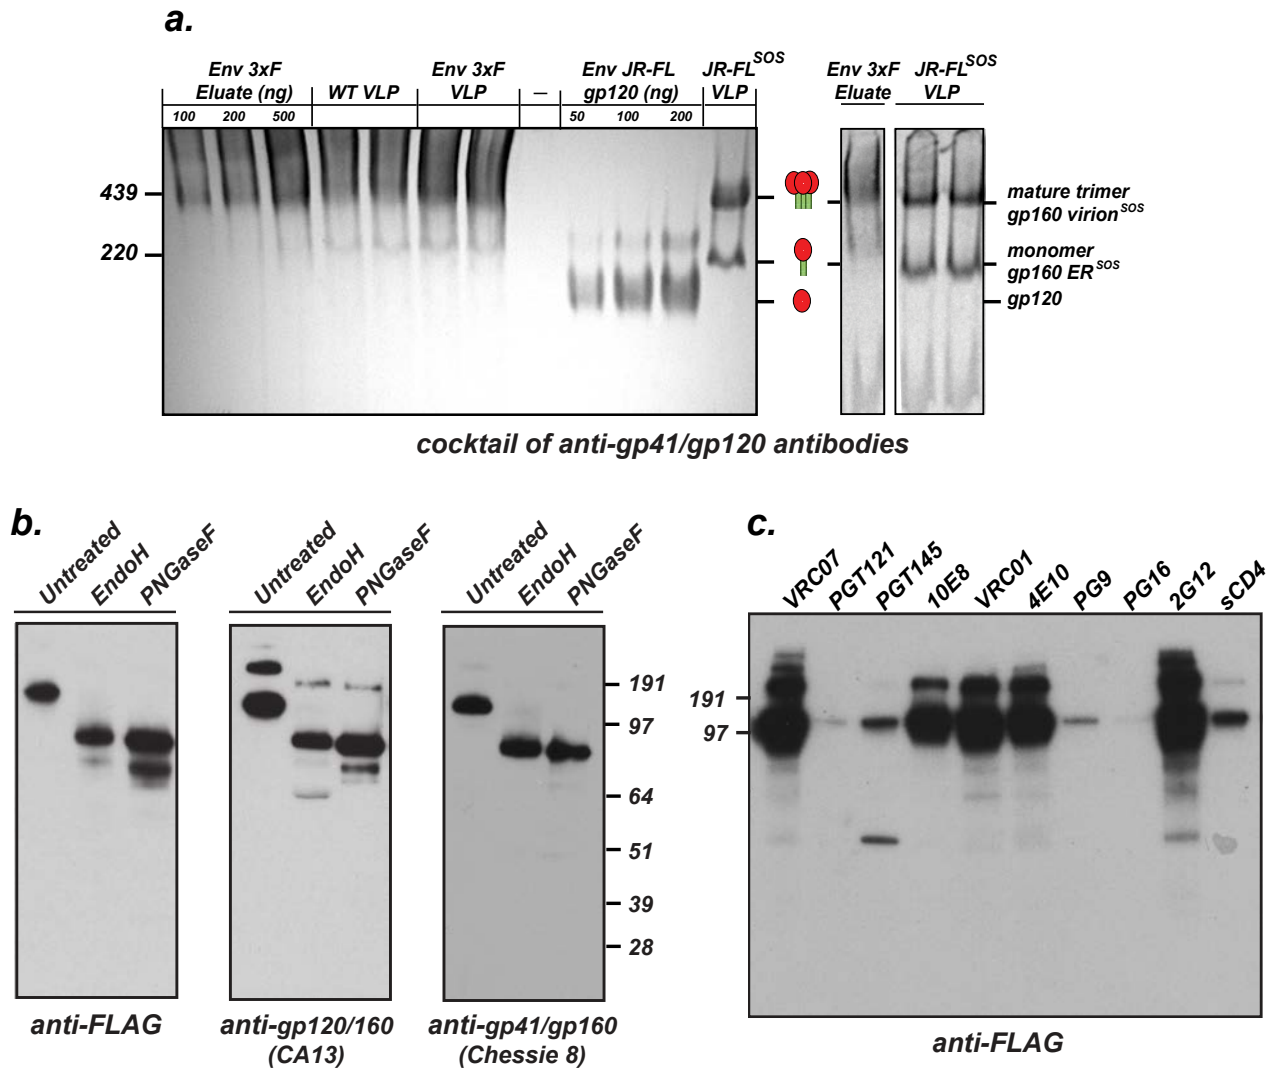 a.
Env 3xF
Eluate (ng)
WT VLP
Env 3xF
VLP
—
Env JR-FL
gp120 (ng)
JR-FL^SOS
VLP
Env 3xF
Eluate
JR-FL^SOS
VLP
100 200 500
50 100 200
439
220
mature trimer
gp160 virion^SOS
monomer
gp160 ER^SOS
gp120
cocktail of anti-gp41/gp120 antibodies
b.
Untreated
EndoH
PNGaseF
Untreated
EndoH
PNGaseF
Untreated
EndoH
PNGaseF
191
97
64
51
39
28
anti-FLAG
anti-gp120/160
(CA13)
anti-gp41/gp160
(Chessie 8)
c.
VRC07
PGT121
PGT145
10E8
VRC01
4E10
PG9
PG16
2G12
sCD4
191
97
anti-FLAG